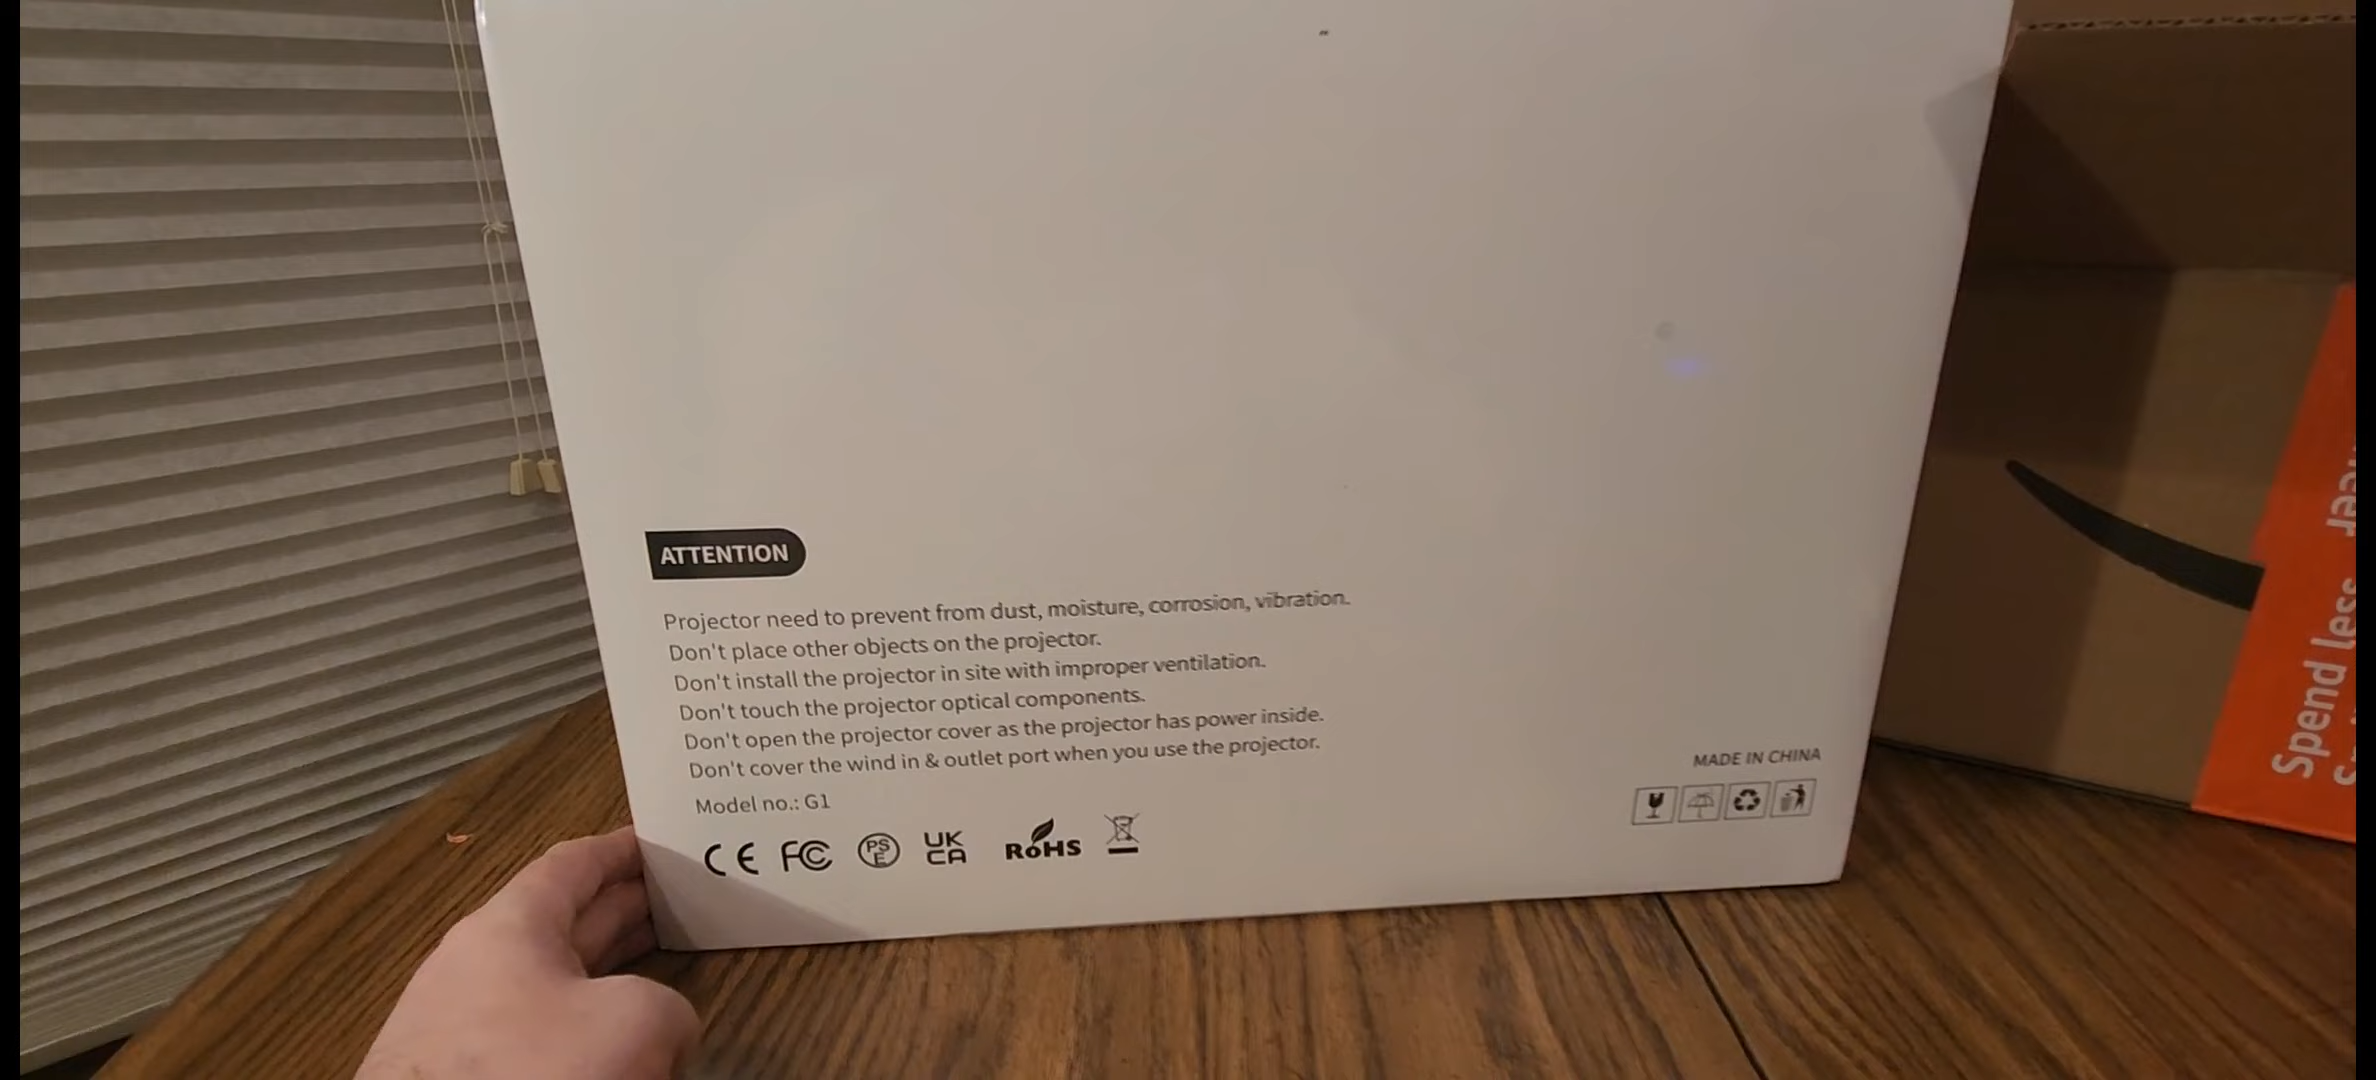 ATTENTION
Projector need to prevent from dust, moisture, corrosion, vibration.
Don't place other objects on the projector.
Don't install the projector in site with improper ventilation.
Don't touch the projector optical components.
Don't open the projector cover as the projector has power inside.
Don't cover the wind in & outlet port when you use the projector.
Model no.: G1
CE FC PSE UK CA RoHS
MADE IN CHINA
Spend less